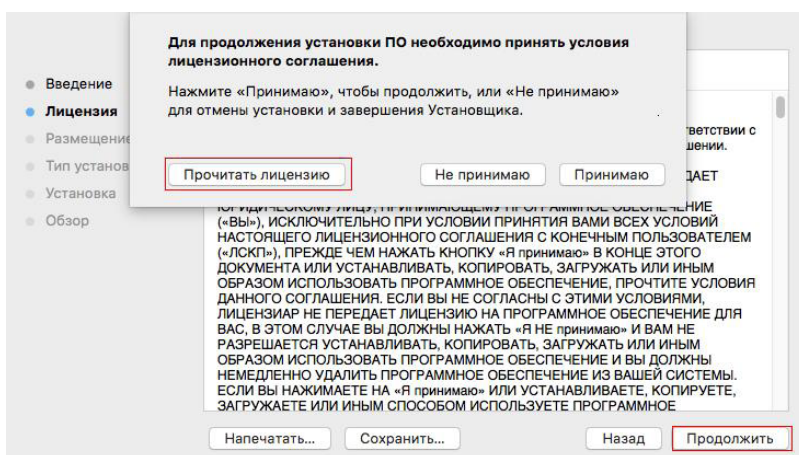 Для продолжения установки ПО необходимо принять условия
лицензионного соглашения.
Нажмите «Принимаю», чтобы продолжить, или «Не принимаю»
для отмены установки и завершения Установщика.
Прочитать лицензию
Не принимаю
Принимаю
Введение
Лицензия
Размещение
Тип установ
Установка
Обзор
ветствии с
шении.
ДАЕТ
ЮРИДИЧЕСКОМУ ЛИЦУ, ПРИНИМАЮЩЕМУ ПРОГРАММНОЕ ОБЕСПЕЧЕНИЕ
(«ВЫ»), ИСКЛЮЧИТЕЛЬНО ПРИ УСЛОВИИ ПРИНЯТИЯ ВАМИ ВСЕХ УСЛОВИЙ
НАСТОЯЩЕГО ЛИЦЕНЗИОННОГО СОГЛАШЕНИЯ С КОНЕЧНЫМ ПОЛЬЗОВАТЕЛЕМ
(«ЛСКП»), ПРЕЖДЕ ЧЕМ НАЖАТЬ КНОПКУ «Я принимаю» В КОНЦЕ ЭТОГО
ДОКУМЕНТА ИЛИ УСТАНАВЛИВАТЬ, КОПИРОВАТЬ, ЗАГРУЖАТЬ ИЛИ ИНЫМ
ОБРАЗОМ ИСПОЛЬЗОВАТЬ ПРОГРАММНОЕ ОБЕСПЕЧЕНИЕ, ПРОЧТИТЕ УСЛОВИЯ
ДАННОГО СОГЛАШЕНИЯ. ЕСЛИ ВЫ НЕ СОГЛАСНЫ С ЭТИМИ УСЛОВИЯМИ,
ЛИЦЕНЗИАР НЕ ПЕРЕДАЕТ ЛИЦЕНЗИЮ НА ПРОГРАММНОЕ ОБЕСПЕЧЕНИЕ ДЛЯ
ВАС, В ЭТОМ СЛУЧАЕ ВЫ ДОЛЖНЫ НАЖАТЬ «Я НЕ принимаю» И ВАМ НЕ
РАЗРЕШАЕТСЯ УСТАНАВЛИВАТЬ, КОПИРОВАТЬ, ЗАГРУЖАТЬ ИЛИ ИНЫМ
ОБРАЗОМ ИСПОЛЬЗОВАТЬ ПРОГРАММНОЕ ОБЕСПЕЧЕНИЕ И ВЫ ДОЛЖНЫ
НЕМЕДЛЕННО УДАЛИТЬ ПРОГРАММНОЕ ОБЕСПЕЧЕНИЕ ИЗ ВАШЕЙ СИСТЕМЫ.
ЕСЛИ ВЫ НАЖИМАЕТЕ НА «Я принимаю» ИЛИ УСТАНАВЛИВАЕТЕ, КОПИРУЕТЕ,
ЗАГРУЖАЕТЕ ИЛИ ИНЫМ СПОСОБОМ ИСПОЛЬЗУЕТЕ ПРОГРАММНОЕ
Напечатать...
Сохранить...
Назад
Продолжить